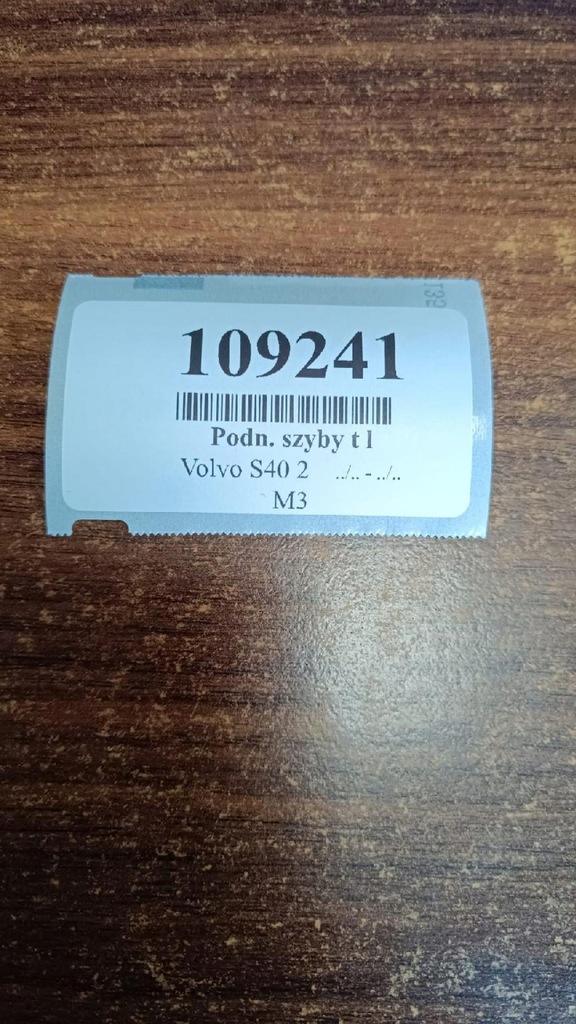 109241
Podn. szyby t l
Volvo S40 2 ../.. - ../..
M3